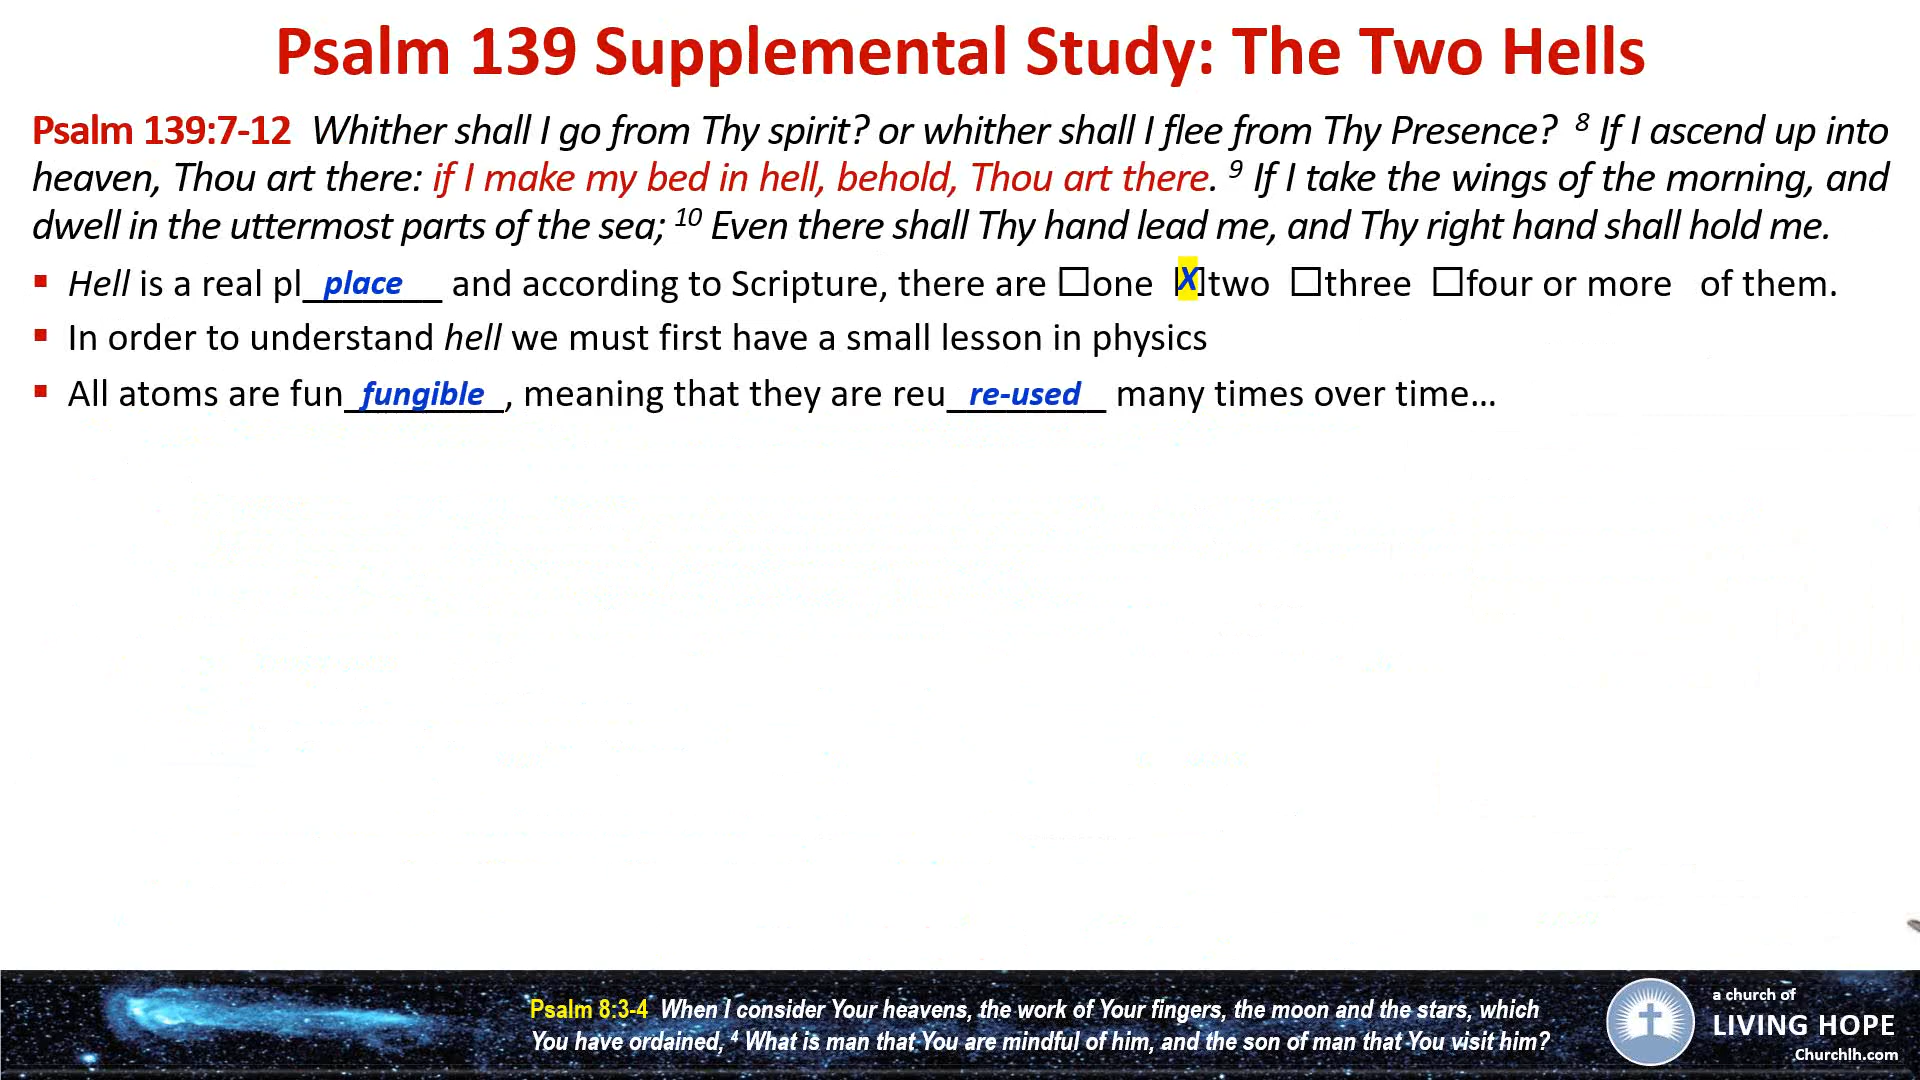 Psalm 139 Supplemental Study: The Two Hells
Psalm 139:7-12 Whither shall I go from Thy spirit? or whither shall I flee from Thy Presence? 8 If I ascend up into
heaven, Thou art there: if I make my bed in hell, behold, Thou art there. 9 If I take the wings of the morning, and
dwell in the uttermost parts of the sea; 10 Even there shall Thy hand lead me, and Thy right hand shall hold me.
▪ Hell is a real pl_place_ and according to Scripture, there are ☐one ☒two ☐three ☐four or more of them.
▪ In order to understand hell we must first have a small lesson in physics
▪ All atoms are fun_fungible_, meaning that they are reu_re-used_ many times over time…
Psalm 8:3-4 When I consider Your heavens, the work of Your fingers, the moon and the stars, which
You have ordained, 4 What is man that You are mindful of him, and the son of man that You visit him?
a church of
LIVING HOPE
Churchlh.com